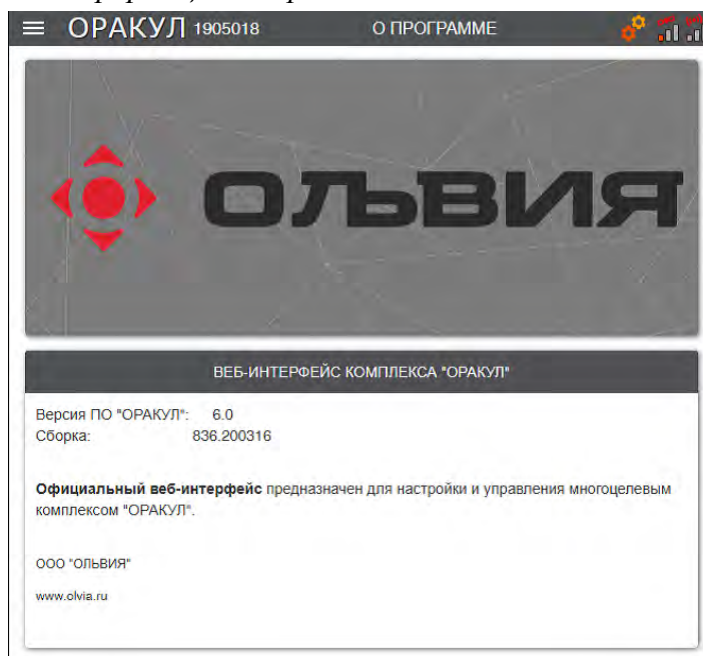 ОРАКУЛ 1905018 О ПРОГРАММЕ
ОЛЬВИЯ
ВЕБ-ИНТЕРФЕЙС КОМПЛЕКСА "ОРАКУЛ"
Версия ПО "ОРАКУЛ": 6.0
Сборка: 836.200316
Официальный веб-интерфейс предназначен для настройки и управления многоцелевым
комплексом "ОРАКУЛ".
ООО "ОЛЬВИЯ"
www.olvia.ru